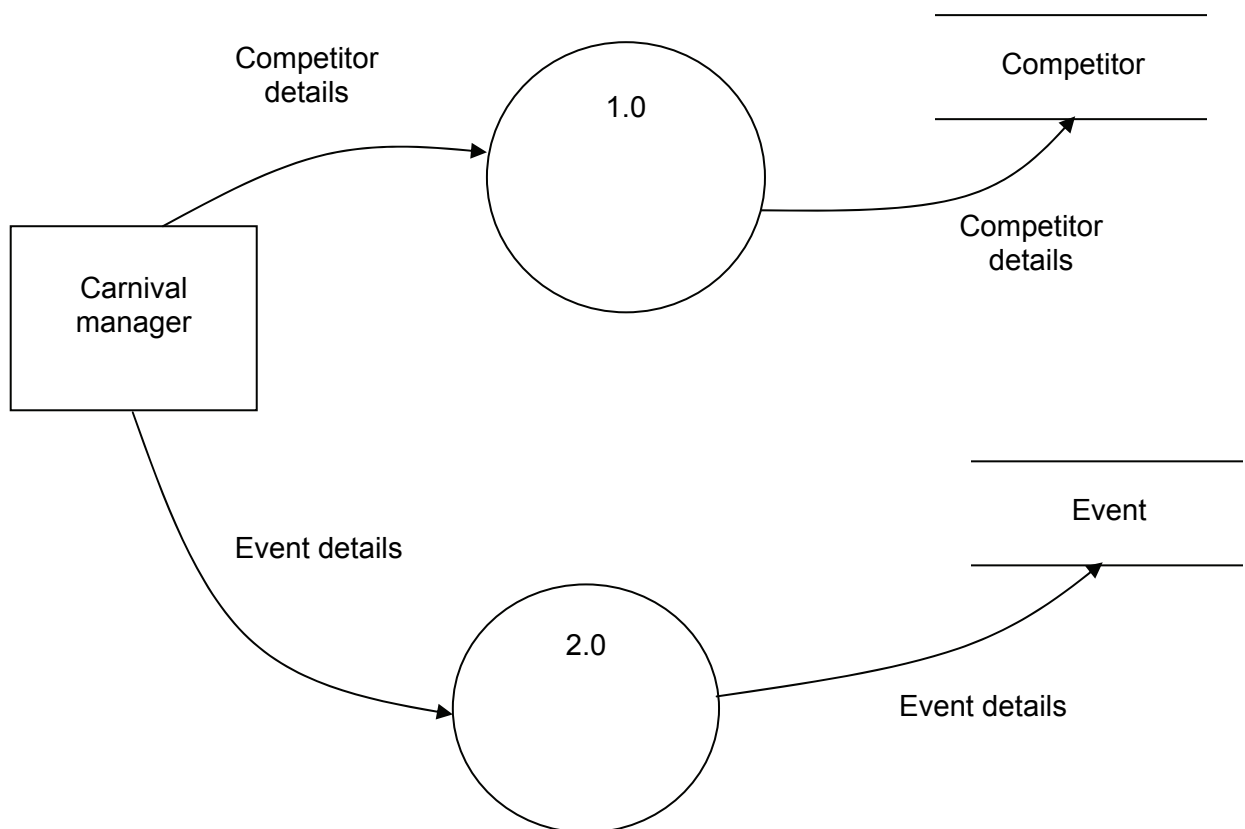 Competitor
details
1.0
Competitor
Competitor
details
Carnival
manager
Event details
2.0
Event
Event details